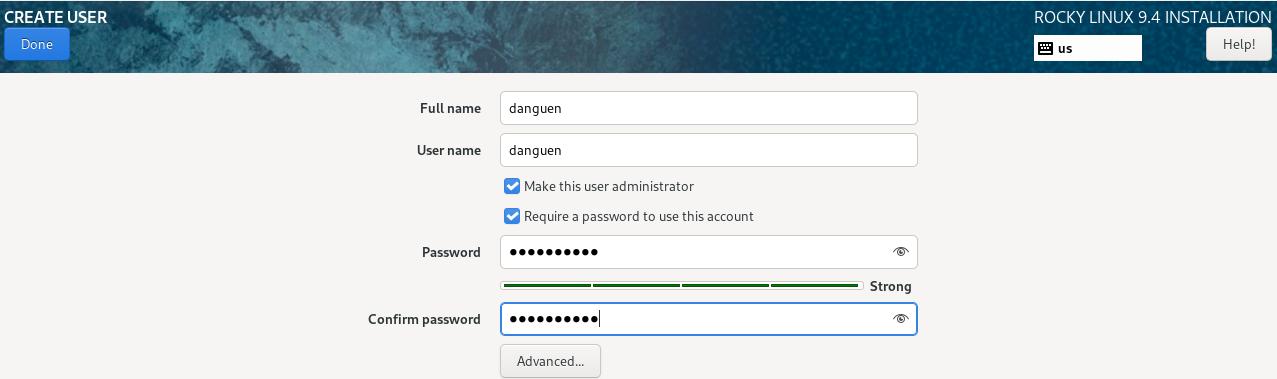 CREATE USER
ROCKY LINUX 9.4 INSTALLATION
Done
us
Help!
Full name
danguen
User name
danguen
Make this user administrator
Require a password to use this account
Password
●●●●●●●●●●
Strong
Confirm password
●●●●●●●●●●
Advanced...